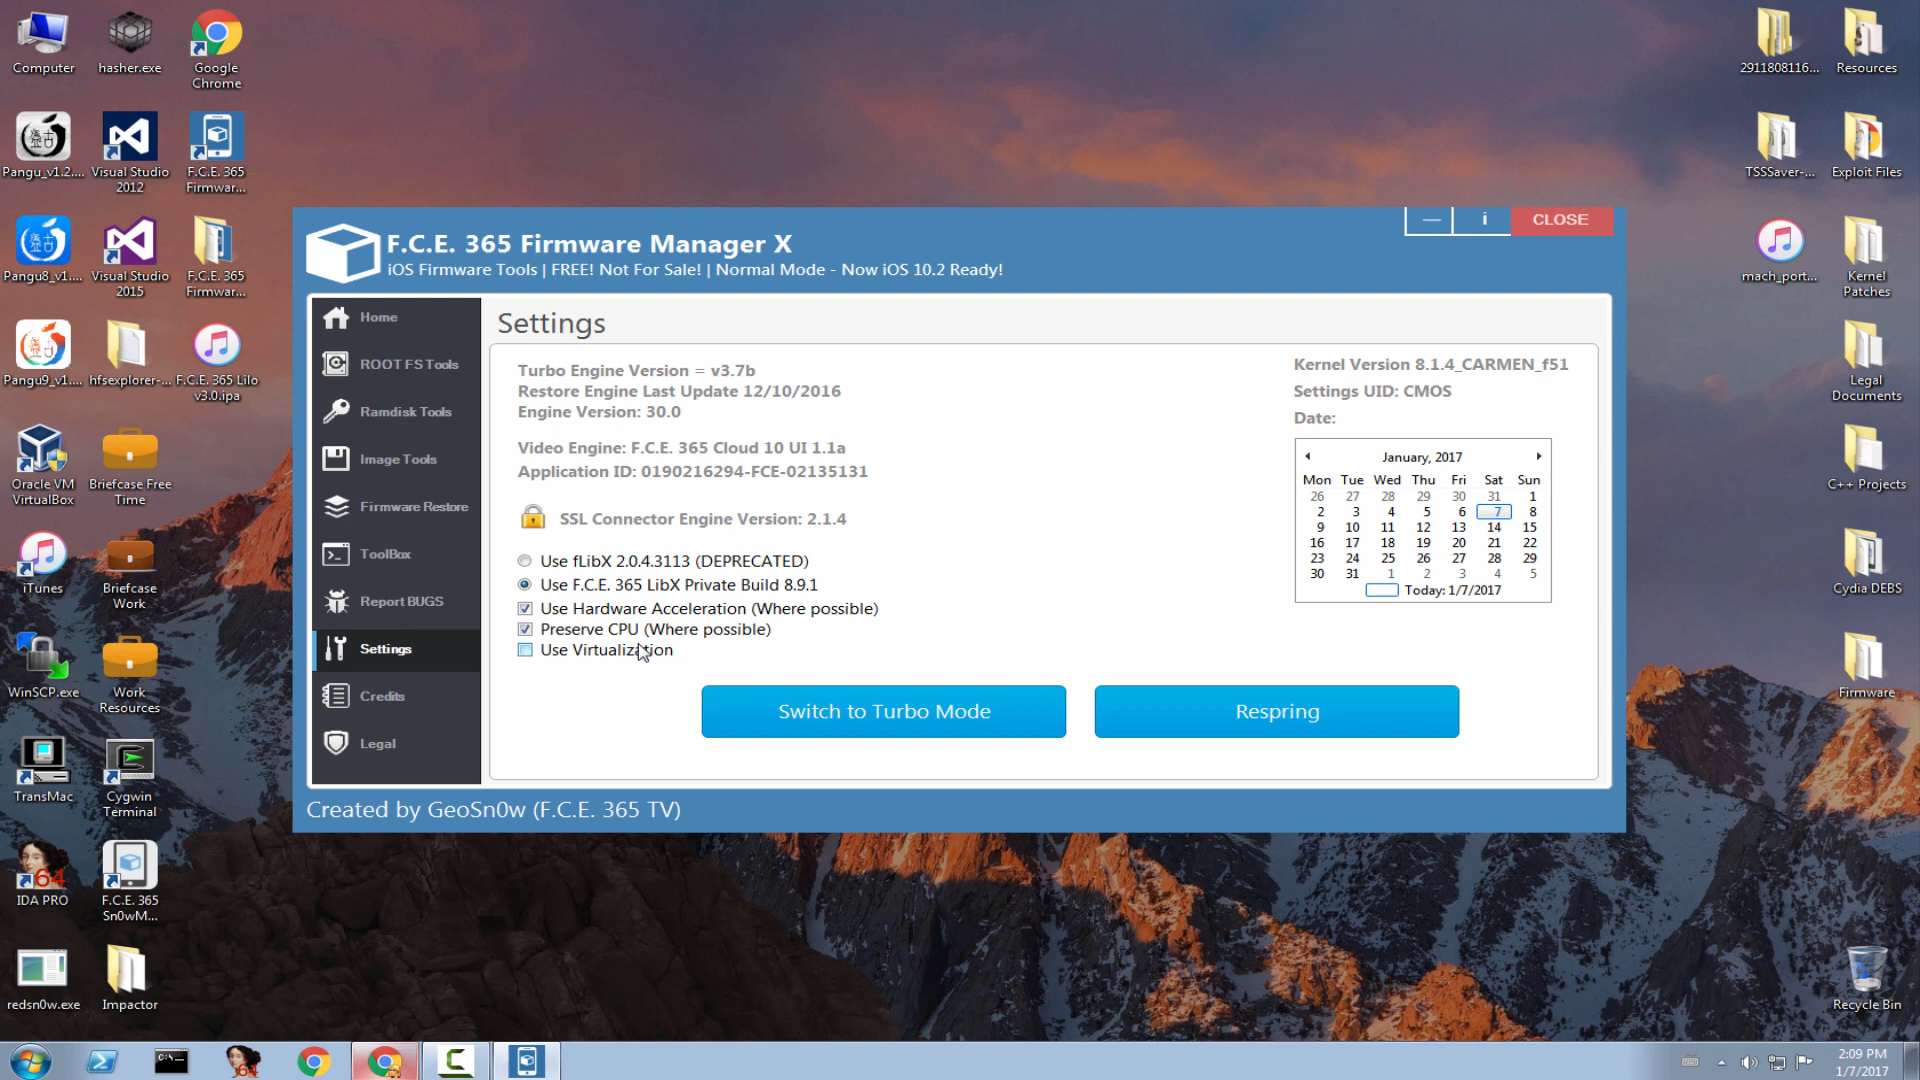 Computer
hasher.exe
Google
Chrome
Pangu_v1.2....
Visual Studio
2012
F.C.E. 365
Firmwar...
Pangu8_v1....
Visual Studio
2015
F.C.E. 365
Firmwar...
Pangu9_v1....
hfsexplorer-...
F.C.E. 365 Lilo
v3.0.ipa
Oracle VM
VirtualBox
Briefcase Free
Time
iTunes
Briefcase
Work
WinSCP.exe
Work
Resources
TransMac
Cygwin
Terminal
64
IDA PRO
F.C.E. 365
Sn0wM...
redsn0w.exe
Impactor
F.C.E. 365 Firmware Manager X
iOS Firmware Tools | FREE! Not For Sale! | Normal Mode - Now iOS 10.2 Ready!
— i CLOSE
Home
ROOT FS Tools
Ramdisk Tools
Image Tools
Firmware Restore
ToolBox
Report BUGS
Settings
Credits
Legal
Settings
Turbo Engine Version = v3.7b
Restore Engine Last Update 12/10/2016
Engine Version: 30.0
Video Engine: F.C.E. 365 Cloud 10 UI 1.1a
Application ID: 0190216294-FCE-02135131
SSL Connector Engine Version: 2.1.4
Use fLibX 2.0.4.3113 (DEPRECATED)
Use F.C.E. 365 LibX Private Build 8.9.1
Use Hardware Acceleration (Where possible)
Preserve CPU (Where possible)
Use Virtualization
Kernel Version 8.1.4_CARMEN_f51
Settings UID: CMOS
Date:
January, 2017
Mon Tue Wed Thu Fri Sat Sun
26 27 28 29 30 31 1
2 3 4 5 6 7 8
9 10 11 12 13 14 15
16 17 18 19 20 21 22
23 24 25 26 27 28 29
30 31 1 2 3 4 5
Today: 1/7/2017
Switch to Turbo Mode
Respring
Created by GeoSn0w (F.C.E. 365 TV)
2911808116...
Resources
TSSSaver-...
Exploit Files
mach_port...
Kernel
Patches
Legal
Documents
C++ Projects
Cydia DEBS
Firmware
Recycle Bin
C:\
64
2:09 PM
1/7/2017